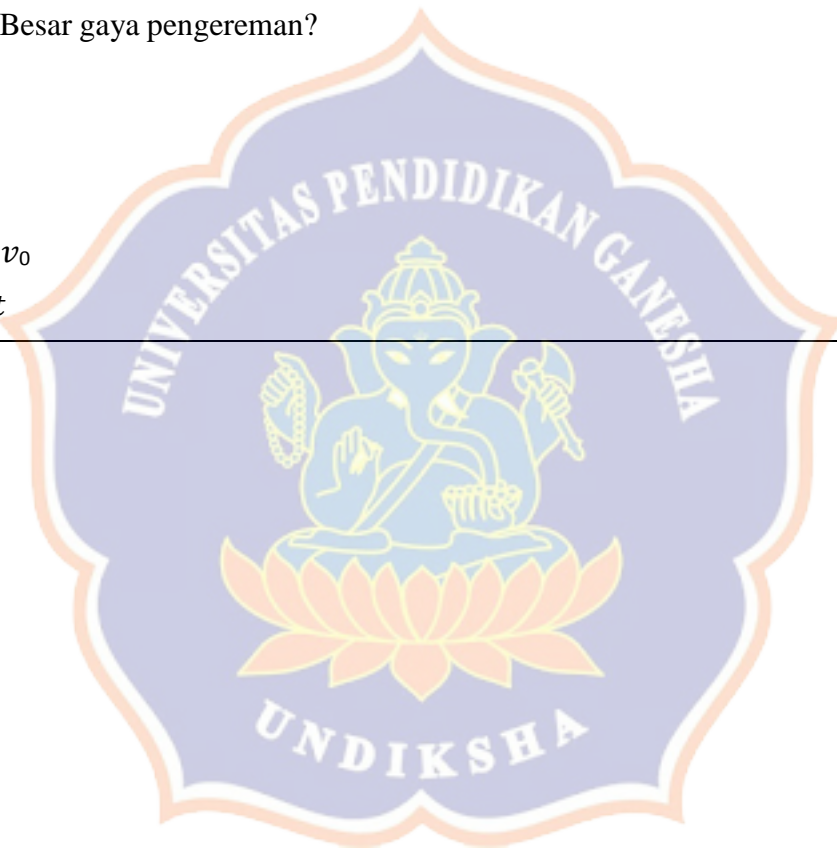 Besar gaya pengereman?
v₀
t
UNIVERSITAS PENDIDIKAN GANESHA
UNDIKSHA